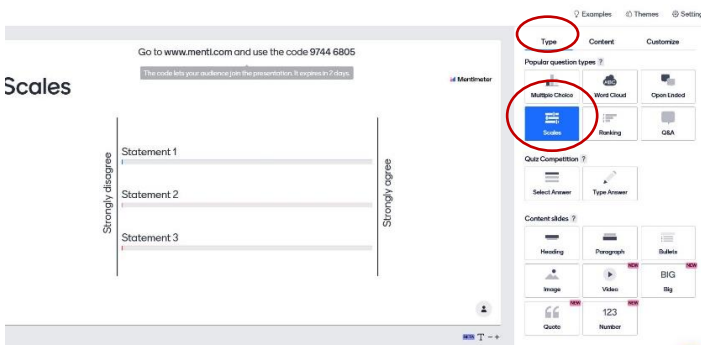 Examples Themes Setting
Type Content Customize
Go to www.menti.com and use the code 9744 6805
The code lets your audience join the presentation. It expires in 7 days.
Mentimeter
Scales
Strongly disagree
Statement 1
Statement 2
Statement 3
Strongly agree
Popular question types ?
Multiple Choice Word Cloud Open Ended
Scales Ranking Q&A
Quiz Competition ?
Select Answer Type Answer
Content slides ?
Heading Paragraph Bullets
NEW NEW
BIG
Image Video Big
NEW NEW
123
Quote Number
T - +